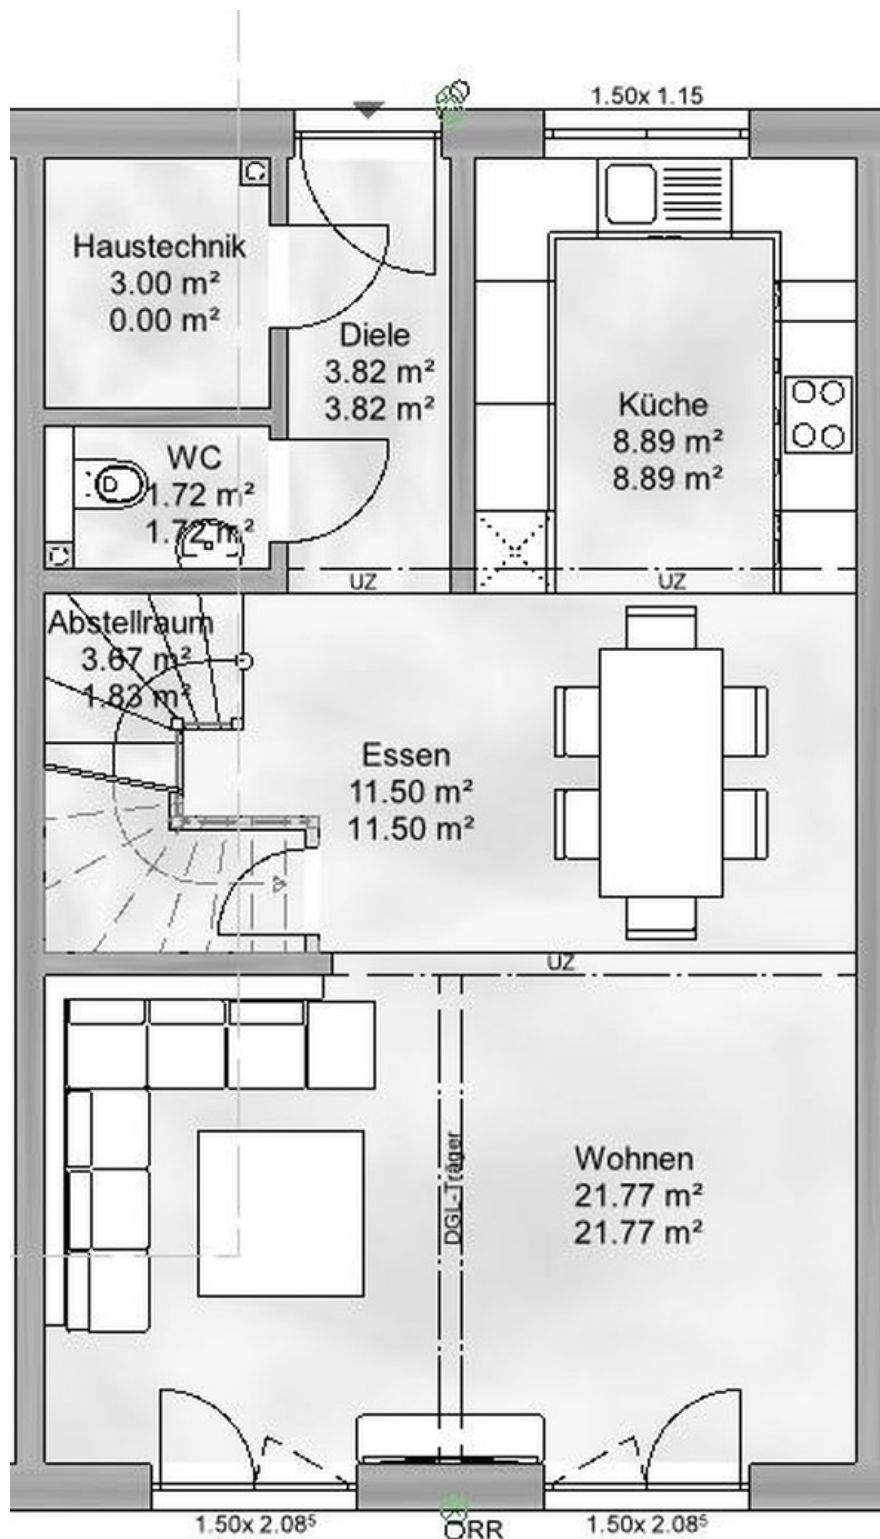 1.50x 1.15
Haustechnik
3.00 m²
0.00 m²
Diele
3.82 m²
3.82 m²
Küche
8.89 m²
8.89 m²
WC
1.72 m²
1.72 m²
D
UZ
UZ
Abstellraum
3.67 m²
1.83 m²
Essen
11.50 m²
11.50 m²
UZ
DGL-Träger
Wohnen
21.77 m²
21.77 m²
1.50x 2.08⁵
ORR
1.50x 2.08⁵